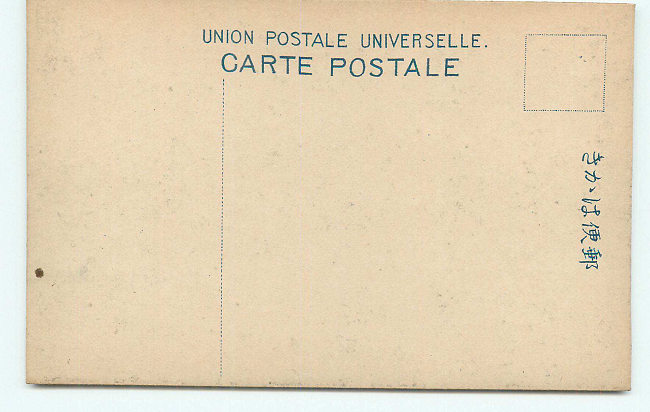 UNION POSTALE UNIVERSELLE.
CARTE POSTALE
郵便はがき